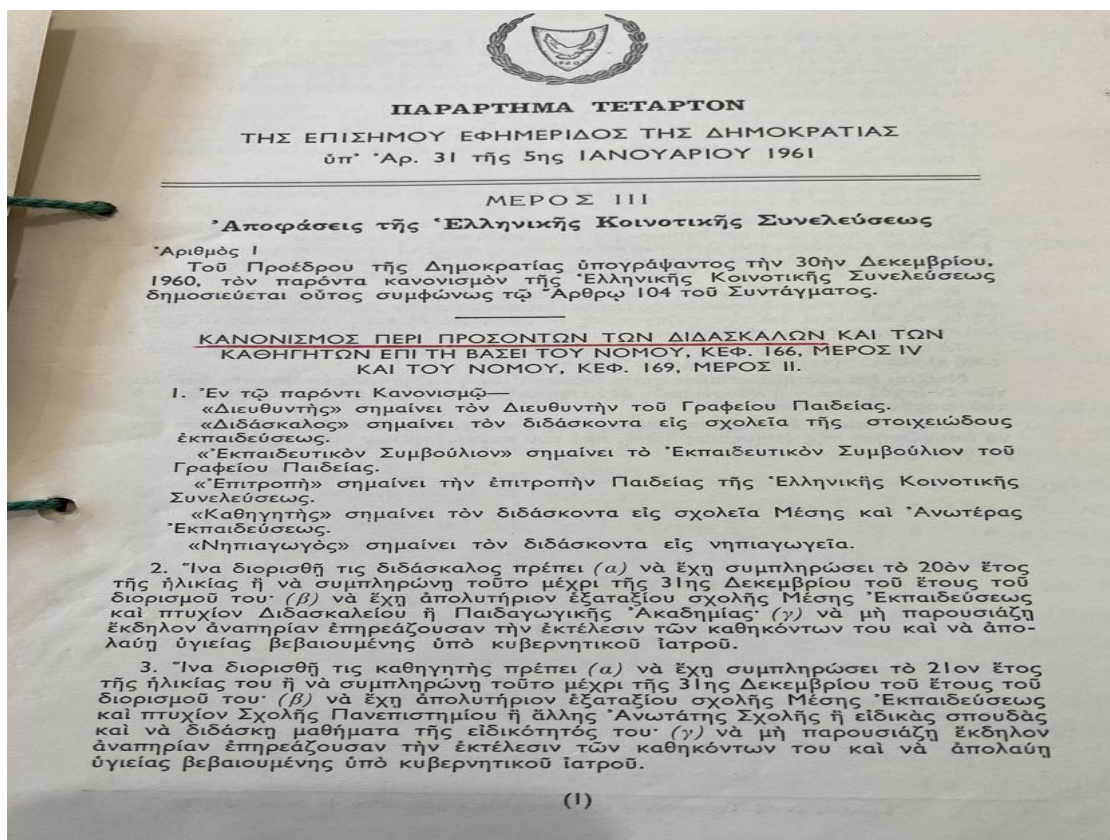 ΠΑΡΑΡΤΗΜΑ ΤΕΤΑΡΤΟΝ
ΤΗΣ ΕΠΙΣΗΜΟΥ ΕΦΗΜΕΡΙΔΟΣ ΤΗΣ ΔΗΜΟΚΡΑΤΙΑΣ
ὑπ' Ἀρ. 31 τῆς 5ης ΙΑΝΟΥΑΡΙΟΥ 1961
ΜΕΡΟΣ ΙΙΙ
Ἀποφάσεις τῆς Ἑλληνικῆς Κοινοτικῆς Συνελεύσεως
Ἀριθμὸς 1
Τοῦ Προέδρου τῆς Δημοκρατίας ὑπογράψαντος τὴν 30ὴν Δεκεμβρίου,
1960, τὸν παρόντα κανονισμὸν τῆς Ἑλληνικῆς Κοινοτικῆς Συνελεύσεως
δημοσιεύεται οὗτος συμφώνως τῷ Ἄρθρῳ 104 τοῦ Συντάγματος.
ΚΑΝΟΝΙΣΜΟΣ ΠΕΡΙ ΠΡΟΣΟΝΤΩΝ ΤΩΝ ΔΙΔΑΣΚΑΛΩΝ ΚΑΙ ΤΩΝ
ΚΑΘΗΓΗΤΩΝ ΕΠΙ ΤΗ ΒΑΣΕΙ ΤΟΥ ΝΟΜΟΥ, ΚΕΦ. 166, ΜΕΡΟΣ IV
ΚΑΙ ΤΟΥ ΝΟΜΟΥ, ΚΕΦ. 169, ΜΕΡΟΣ ΙΙ.
1. Ἐν τῷ παρόντι Κανονισμῷ—
«Διευθυντὴς» σημαίνει τὸν Διευθυντὴν τοῦ Γραφείου Παιδείας.
«Διδάσκαλος» σημαίνει τὸν διδάσκοντα εἰς σχολεῖα τῆς στοιχειώδους
ἐκπαιδεύσεως.
«Ἐκπαιδευτικὸν Συμβούλιον» σημαίνει τὸ Ἐκπαιδευτικὸν Συμβούλιον τοῦ
Γραφείου Παιδείας.
«Ἐπιτροπὴ» σημαίνει τὴν ἐπιτροπὴν Παιδείας τῆς Ἑλληνικῆς Κοινοτικῆς
Συνελεύσεως.
«Καθηγητὴς» σημαίνει τὸν διδάσκοντα εἰς σχολεῖα Μέσης καὶ Ἀνωτέρας
Ἐκπαιδεύσεως.
«Νηπιαγωγὸς» σημαίνει τὸν διδάσκοντα εἰς νηπιαγωγεῖα.
2. Ἵνα διορισθῇ τις διδάσκαλος πρέπει (α) νὰ ἔχῃ συμπληρώσει τὸ 20ὸν ἔτος
τῆς ἡλικίας ἢ νὰ συμπληρώνῃ τοῦτο μέχρι τῆς 31ης Δεκεμβρίου τοῦ ἔτους τοῦ
διορισμοῦ του· (β) νὰ ἔχῃ ἀπολυτήριον ἑξαταξίου σχολῆς Μέσης Ἐκπαιδεύσεως
καὶ πτυχίον Διδασκαλείου ἢ Παιδαγωγικῆς Ἀκαδημίας· (γ) νὰ μὴ παρουσιάζῃ
ἔκδηλον ἀναπηρίαν ἐπηρεάζουσαν τὴν ἐκτέλεσιν τῶν καθηκόντων του καὶ νὰ ἀπο-
λαύῃ ὑγιείας βεβαιουμένης ὑπὸ κυβερνητικοῦ ἰατροῦ.
3. Ἵνα διορισθῇ τις καθηγητὴς πρέπει (α) νὰ ἔχῃ συμπληρώσει τὸ 21ον ἔτος
τῆς ἡλικίας του ἢ νὰ συμπληρώνῃ τοῦτο μέχρι τῆς 31ης Δεκεμβρίου τοῦ ἔτους τοῦ
διορισμοῦ του· (β) νὰ ἔχῃ ἀπολυτήριον ἑξαταξίου σχολῆς Μέσης Ἐκπαιδεύσεως
καὶ πτυχίον Σχολῆς Πανεπιστημίου ἢ ἄλλης Ἀνωτάτης Σχολῆς ἢ εἰδικὰς σπουδὰς
καὶ νὰ διδάσκῃ μαθήματα τῆς εἰδικότητός του· (γ) νὰ μὴ παρουσιάζῃ ἔκδηλον
ἀναπηρίαν ἐπηρεάζουσαν τὴν ἐκτέλεσιν τῶν καθηκόντων του καὶ νὰ ἀπολαύῃ
ὑγιείας βεβαιουμένης ὑπὸ κυβερνητικοῦ ἰατροῦ.
(1)